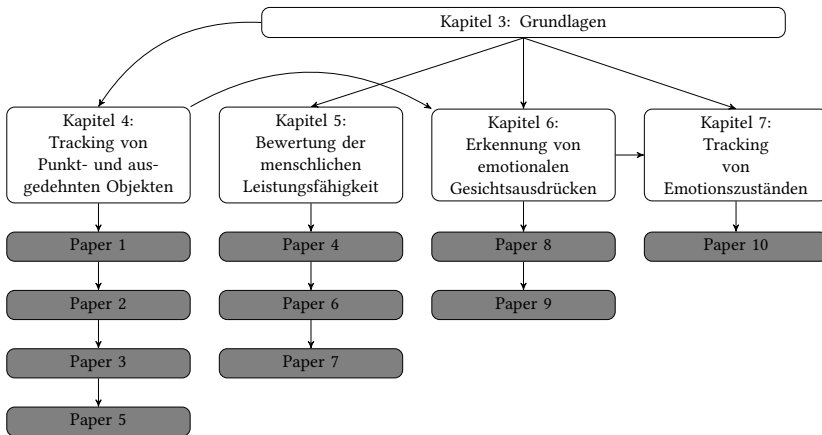 Kapitel 3: Grundlagen
Kapitel 4:
Tracking von
Punkt- und aus-
gedehnten Objekten
Kapitel 5:
Bewertung der
menschlichen
Leistungsfähigkeit
Kapitel 6:
Erkennung von
emotionalen
Gesichtsausdrücken
Kapitel 7:
Tracking
von
Emotionszuständen
Paper 1
Paper 4
Paper 8
Paper 10
Paper 2
Paper 6
Paper 9
Paper 3
Paper 7
Paper 5